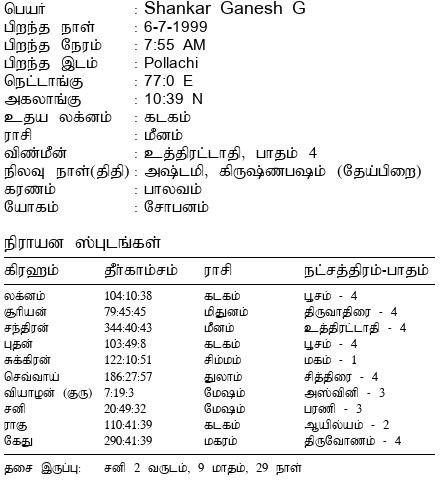 பெயர் : Shankar Ganesh G
பிறந்த நாள் : 6-7-1999
பிறந்த நேரம் : 7:55 AM
பிறந்த இடம் : Pollachi
நெட்டாங்கு : 77:0 E
அகலாங்கு : 10:39 N
உதய லக்னம் : கடகம்
ராசி : மீனம்
விண்மீன் : உத்திரட்டாதி, பாதம் 4
நிலவு நாள்(திதி) : அஷ்டமி, கிருஷ்ணபஷம் (தேய்பிறை)
கரணம் : பாலவம்
யோகம் : சோபனம்
நிராயன ஸ்புடங்கள்
கிரஹம் தீர்காம்சம் ராசி நட்சத்திரம்-பாதம்
லக்னம் 104:10:38 கடகம் பூசம் - 4
சூரியன் 79:45:45 மிதுனம் திருவாதிரை - 4
சந்திரன் 344:40:43 மீனம் உத்திரட்டாதி - 4
புதன் 103:49:8 கடகம் பூசம் - 4
சுக்கிரன் 122:10:51 சிம்மம் மகம் - 1
செவ்வாய் 186:27:57 துலாம் சித்திரை - 4
வியாழன் (குரு) 7:19:3 மேஷம் அஸ்வினி - 3
சனி 20:49:32 மேஷம் பரணி - 3
ராகு 110:41:39 கடகம் ஆயில்யம் - 2
கேது 290:41:39 மகரம் திருவோணம் - 4
தசை இருப்பு: சனி 2 வருடம், 9 மாதம், 29 நாள்